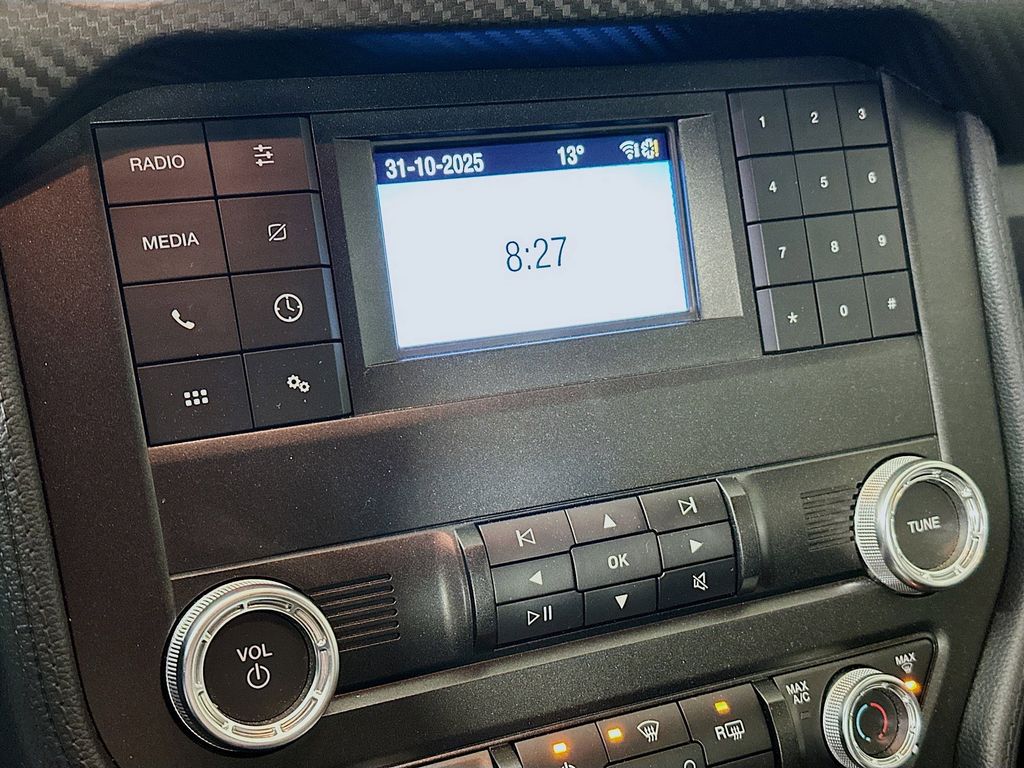 31-10-2025 13°
8:27
RADIO
MEDIA
1 2 3
4 5 6
7 8 9
* 0 #
OK
TUNE
VOL
MAX
MAX
A/C
R